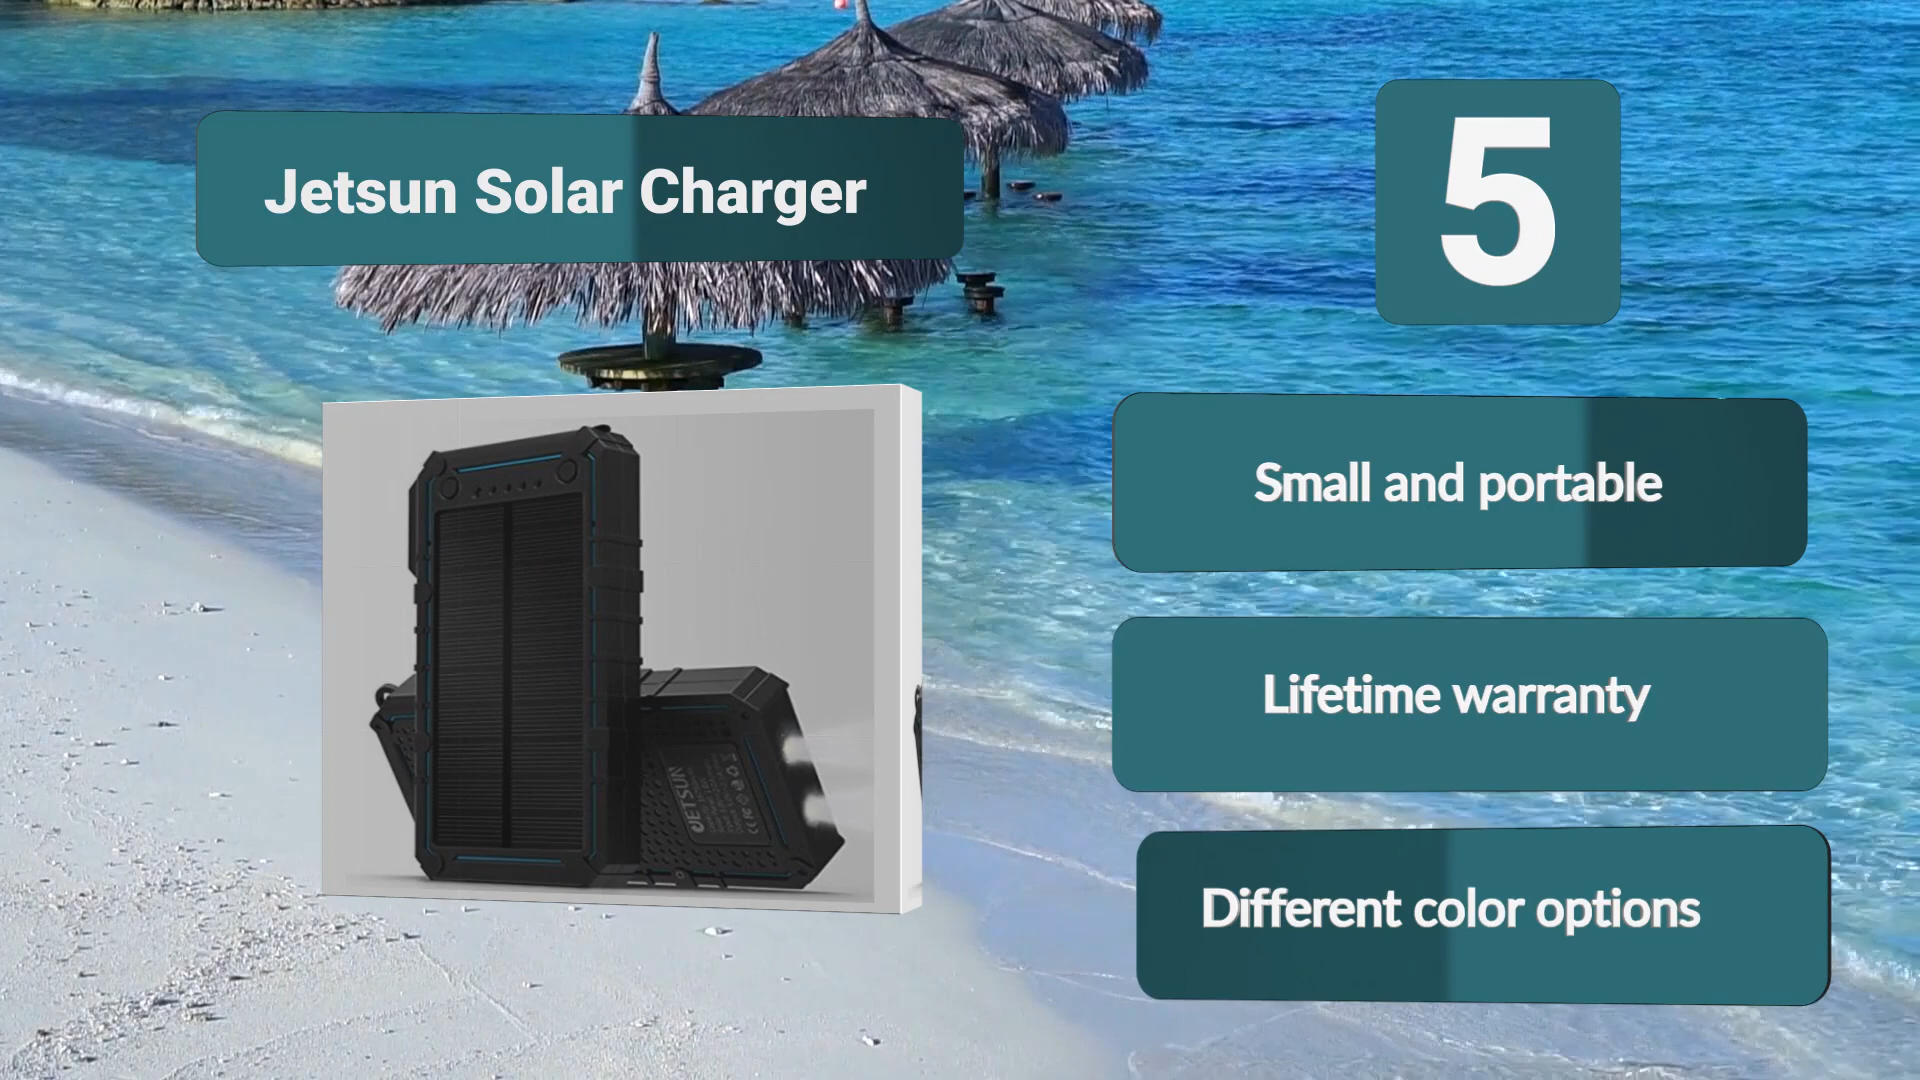 Jetsun Solar Charger
5
Small and portable
Lifetime warranty
Different color options
JETSUN